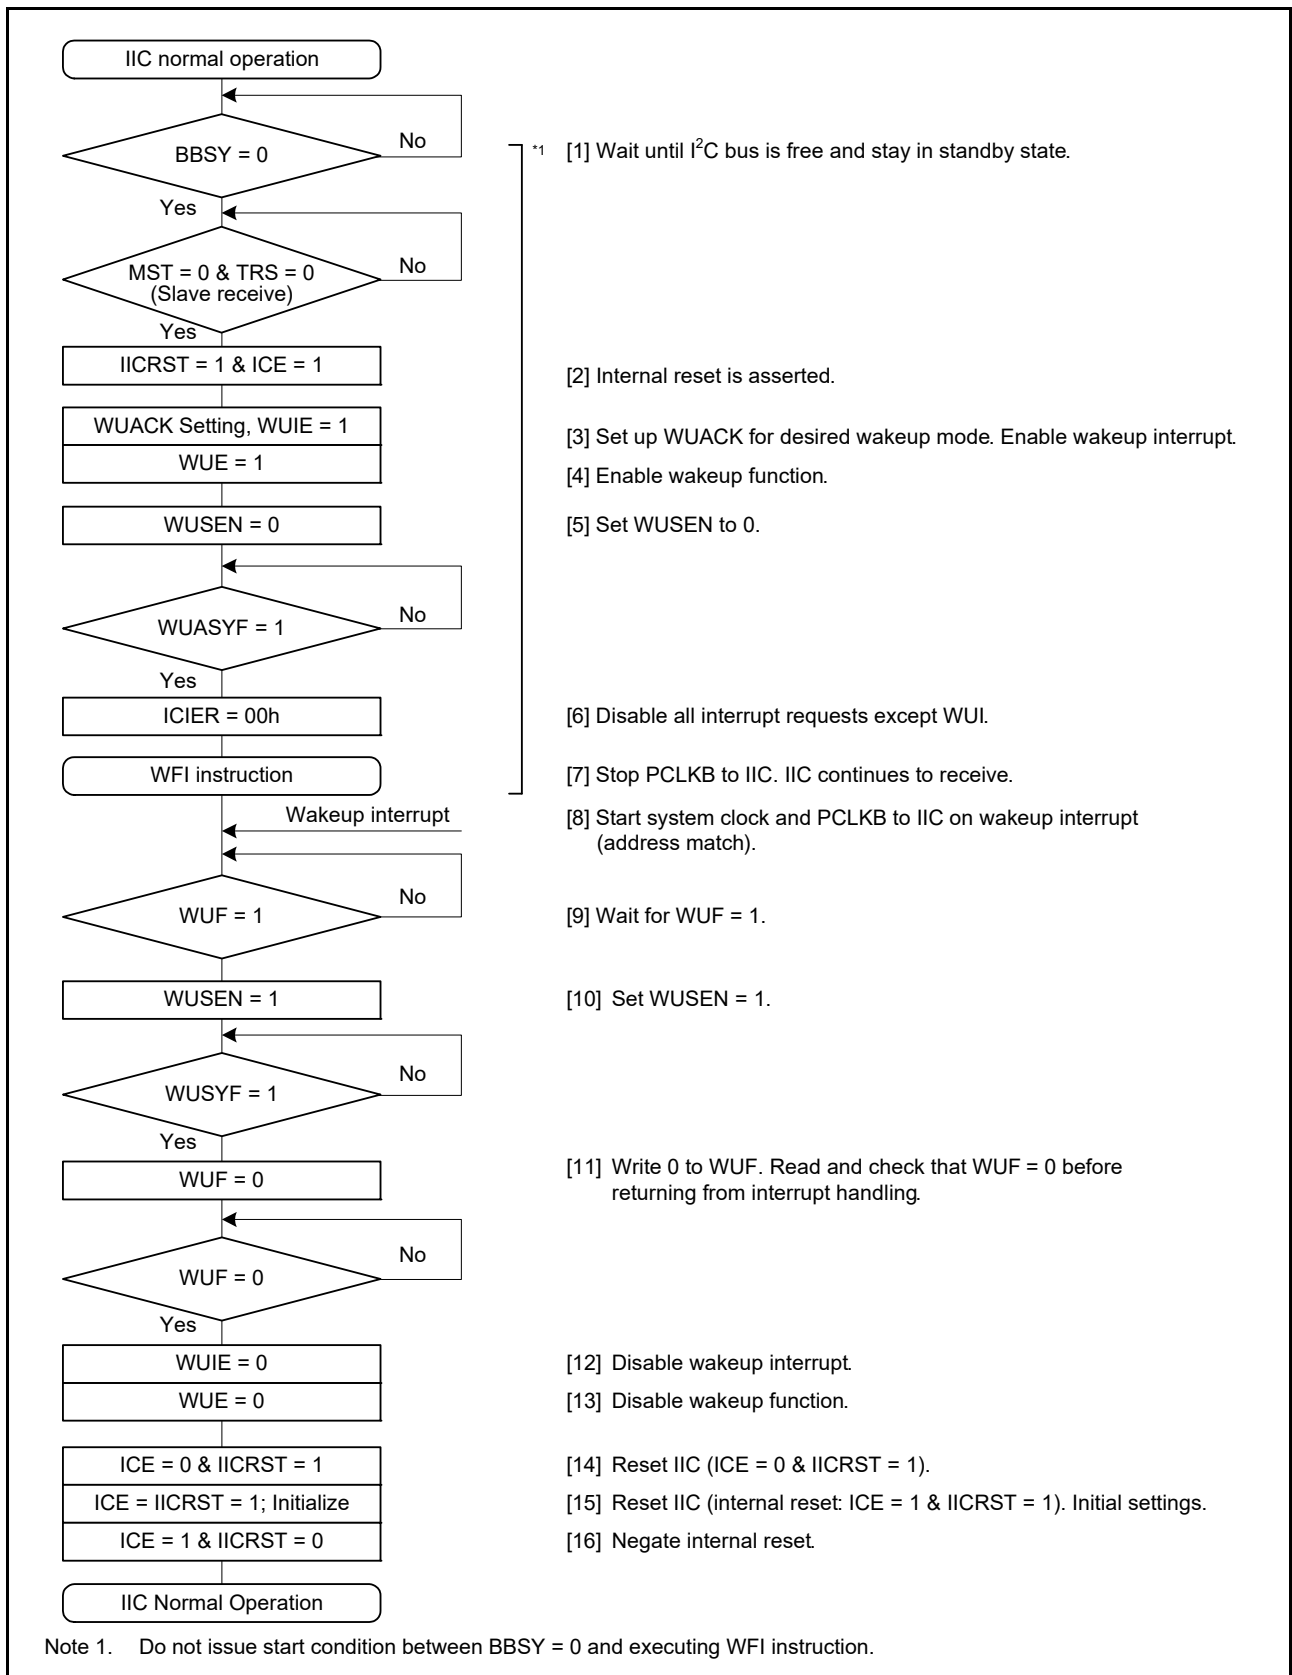 IIC normal operation
BBSY = 0
No
*1
[1] Wait until I²C bus is free and stay in standby state.
Yes
MST = 0 & TRS = 0
(Slave receive)
No
Yes
IICRST = 1 & ICE = 1
[2] Internal reset is asserted.
WUACK Setting, WUIE = 1
[3] Set up WUACK for desired wakeup mode. Enable wakeup interrupt.
WUE = 1
[4] Enable wakeup function.
WUSEN = 0
[5] Set WUSEN to 0.
WUASYF = 1
No
Yes
ICIER = 00h
[6] Disable all interrupt requests except WUI.
WFI instruction
[7] Stop PCLKB to IIC. IIC continues to receive.
Wakeup interrupt
[8] Start system clock and PCLKB to IIC on wakeup interrupt
(address match).
WUF = 1
No
[9] Wait for WUF = 1.
WUSEN = 1
[10] Set WUSEN = 1.
WUSYF = 1
No
Yes
WUF = 0
[11] Write 0 to WUF. Read and check that WUF = 0 before
returning from interrupt handling.
WUF = 0
No
Yes
WUIE = 0
[12] Disable wakeup interrupt.
WUE = 0
[13] Disable wakeup function.
ICE = 0 & IICRST = 1
[14] Reset IIC (ICE = 0 & IICRST = 1).
ICE = IICRST = 1; Initialize
[15] Reset IIC (internal reset: ICE = 1 & IICRST = 1). Initial settings.
ICE = 1 & IICRST = 0
[16] Negate internal reset.
IIC Normal Operation
Note 1. Do not issue start condition between BBSY = 0 and executing WFI instruction.